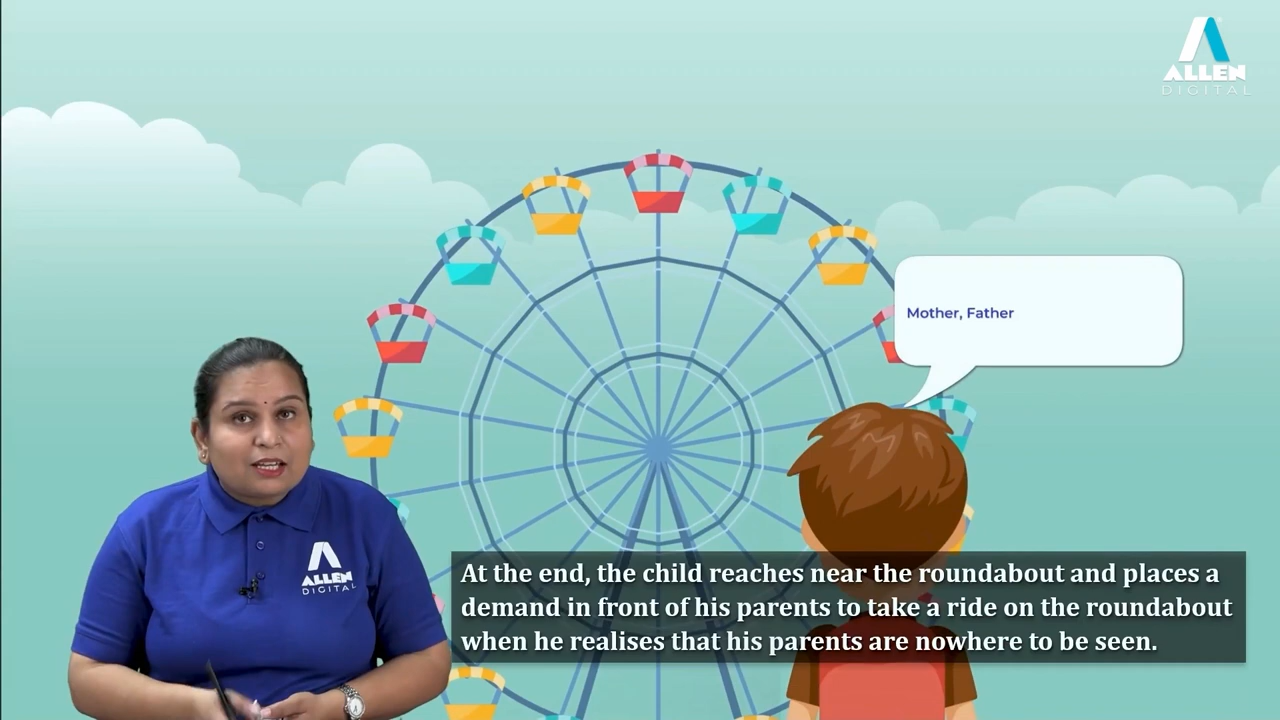 ALLEN
DIGITAL
Mother, Father
ALLEN
DIGITAL
At the end, the child reaches near the roundabout and places a
demand in front of his parents to take a ride on the roundabout
when he realises that his parents are nowhere to be seen.